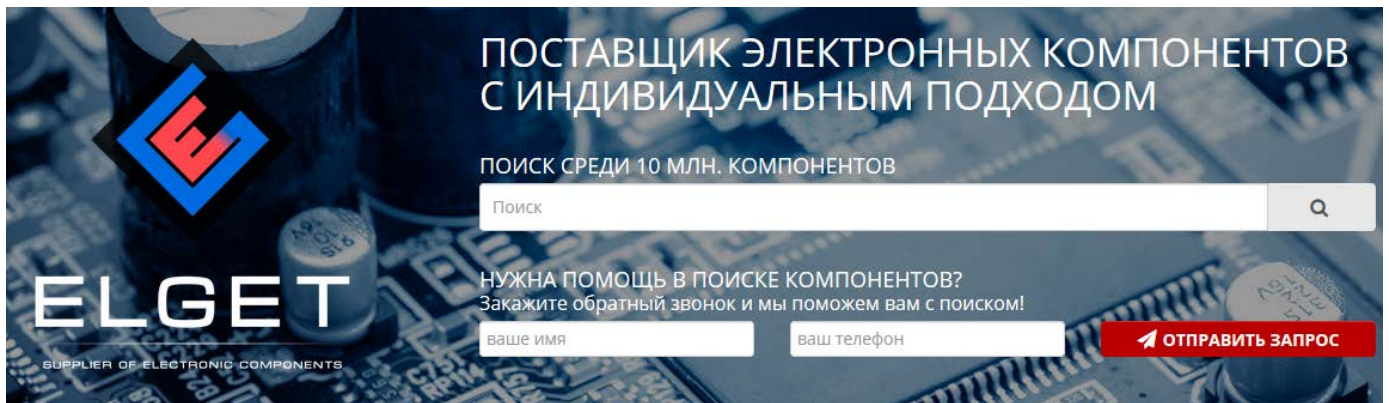 ПОСТАВЩИК ЭЛЕКТРОННЫХ КОМПОНЕНТОВ
С ИНДИВИДУАЛЬНЫМ ПОДХОДОМ
ПОИСК СРЕДИ 10 МЛН. КОМПОНЕНТОВ
Поиск
НУЖНА ПОМОЩЬ В ПОИСКЕ КОМПОНЕНТОВ?
Закажите обратный звонок и мы поможем вам с поиском!
ваше имя
ваш телефон
ОТПРАВИТЬ ЗАПРОС
ELGET
SUPPLIER OF ELECTRONIC COMPONENTS